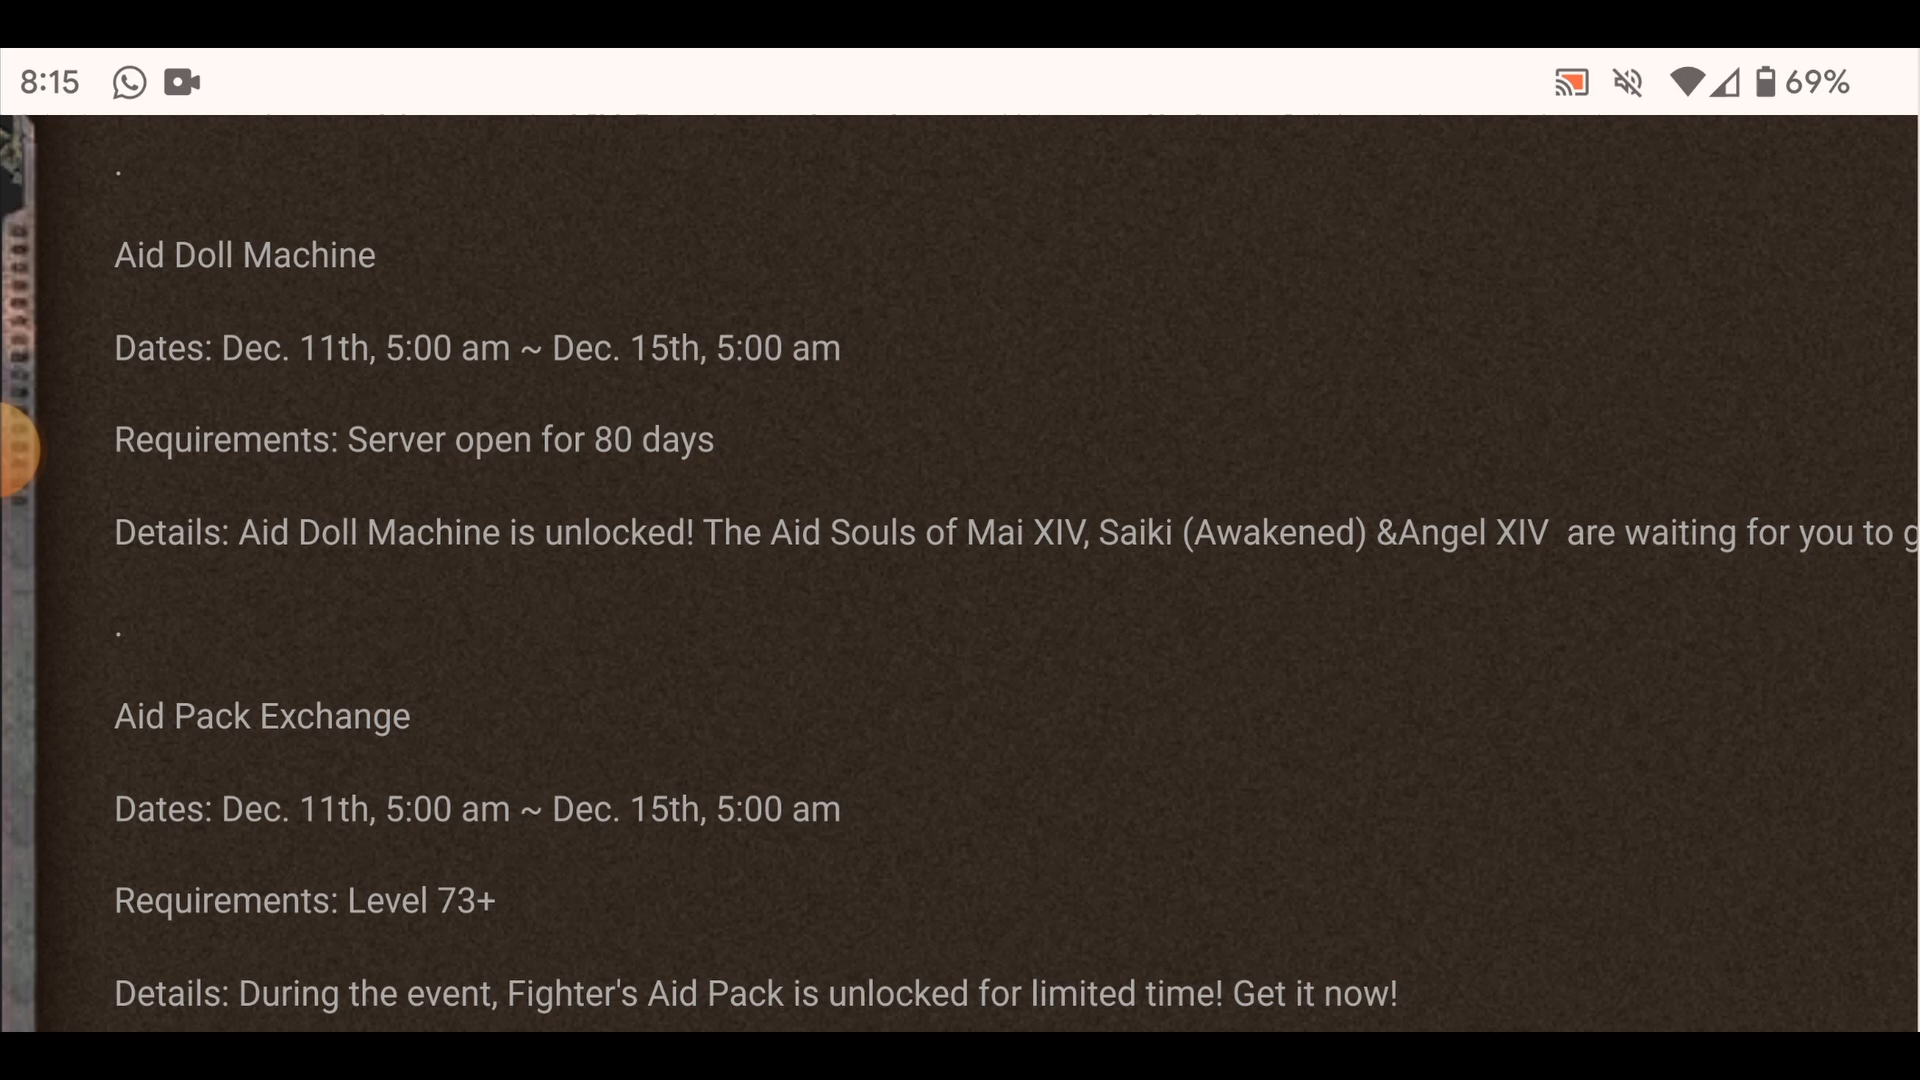 8:15 69%
.
Aid Doll Machine
Dates: Dec. 11th, 5:00 am ~ Dec. 15th, 5:00 am
Requirements: Server open for 80 days
Details: Aid Doll Machine is unlocked! The Aid Souls of Mai XIV, Saiki (Awakened) &Angel XIV  are waiting for you to g
.
Aid Pack Exchange
Dates: Dec. 11th, 5:00 am ~ Dec. 15th, 5:00 am
Requirements: Level 73+
Details: During the event, Fighter's Aid Pack is unlocked for limited time! Get it now!